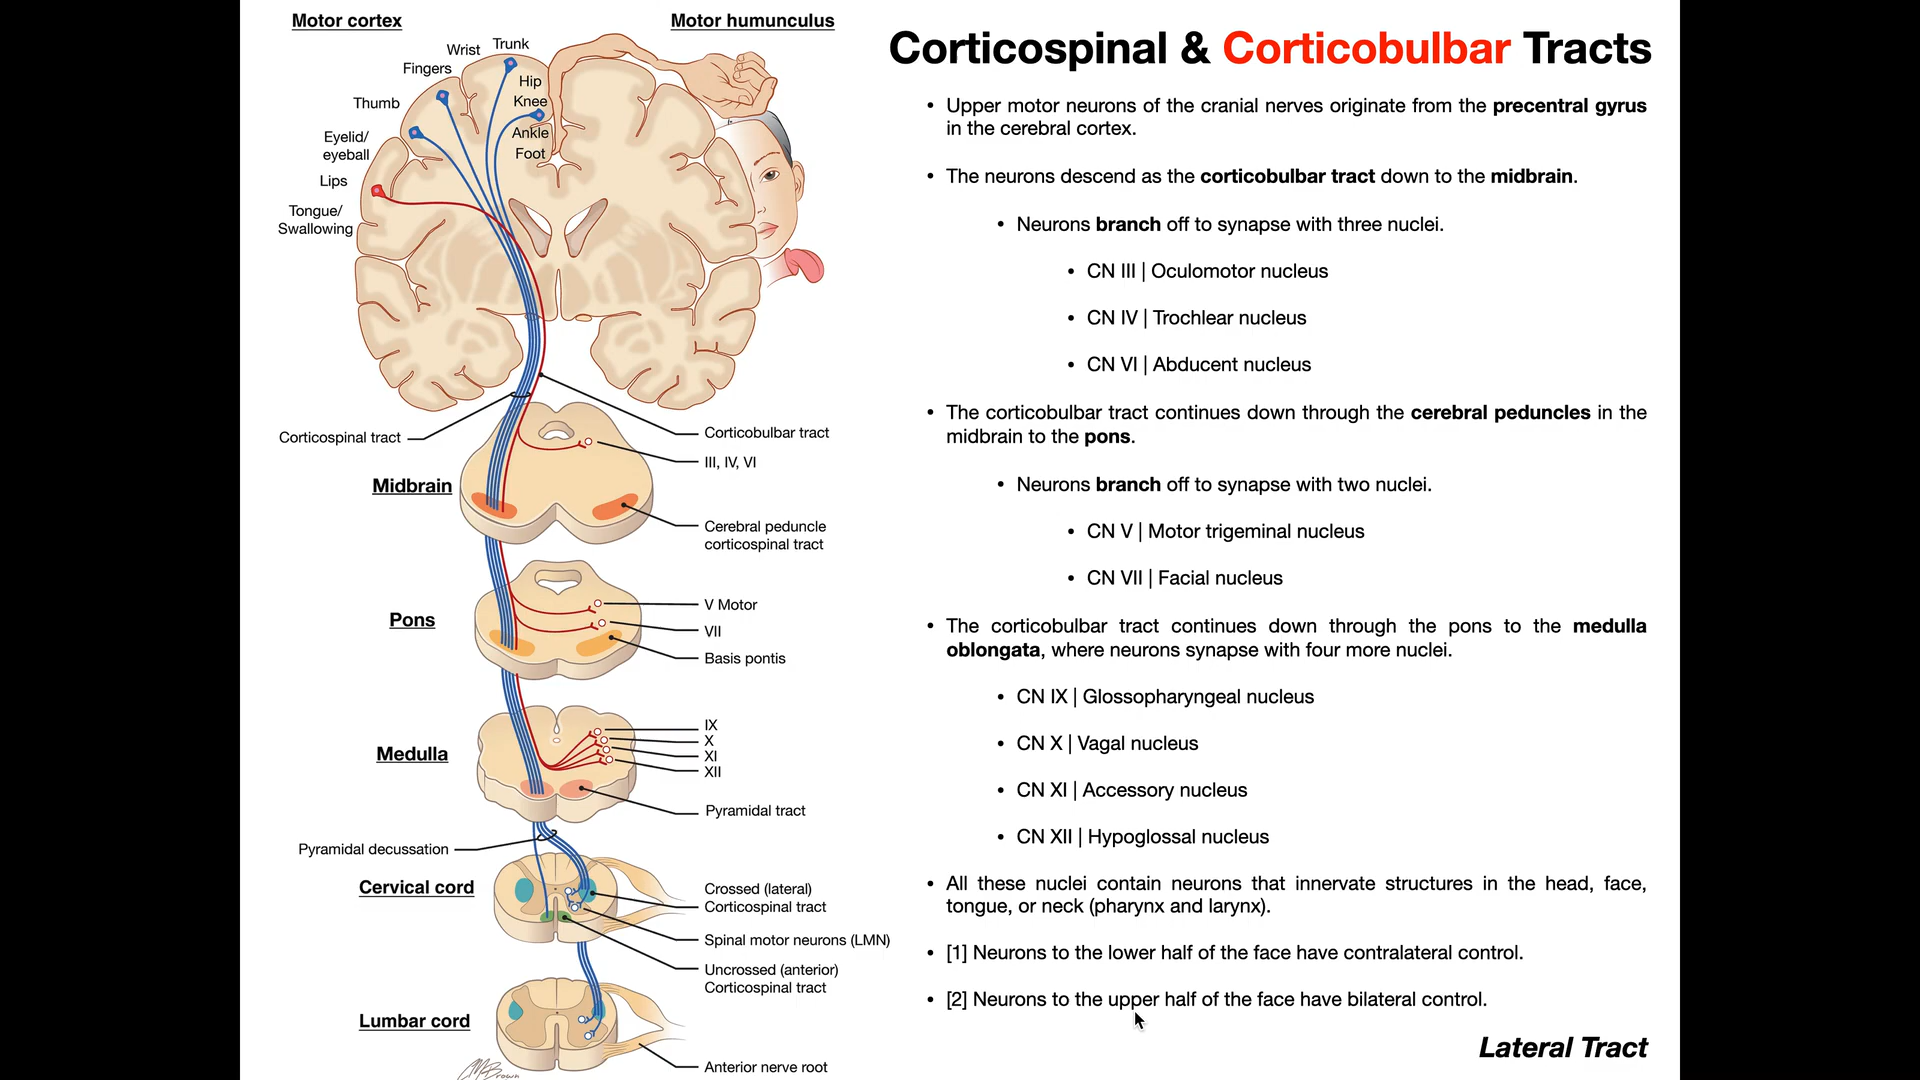 Motor cortex
Motor humunculus
Trunk
Wrist
Fingers
Hip
Thumb
Knee
Eyelid/
eyeball
Ankle
Foot
Lips
Tongue/
Swallowing
Corticospinal tract
Corticobulbar tract
III, IV, VI
Midbrain
Cerebral peduncle
corticospinal tract
V Motor
Pons
VII
Basis pontis
IX
X
Medulla
XI
XII
Pyramidal tract
Pyramidal decussation
Cervical cord
Crossed (lateral)
Corticospinal tract
Spinal motor neurons (LMN)
Uncrossed (anterior)
Corticospinal tract
Lumbar cord
Anterior nerve root
Corticospinal & Corticobulbar Tracts
• Upper motor neurons of the cranial nerves originate from the precentral gyrus
in the cerebral cortex.
• The neurons descend as the corticobulbar tract down to the midbrain.
• Neurons branch off to synapse with three nuclei.
• CN III | Oculomotor nucleus
• CN IV | Trochlear nucleus
• CN VI | Abducent nucleus
• The corticobulbar tract continues down through the cerebral peduncles in the
midbrain to the pons.
• Neurons branch off to synapse with two nuclei.
• CN V | Motor trigeminal nucleus
• CN VII | Facial nucleus
• The corticobulbar tract continues down through the pons to the medulla
oblongata, where neurons synapse with four more nuclei.
• CN IX | Glossopharyngeal nucleus
• CN X | Vagal nucleus
• CN XI | Accessory nucleus
• CN XII | Hypoglossal nucleus
• All these nuclei contain neurons that innervate structures in the head, face,
tongue, or neck (pharynx and larynx).
• [1] Neurons to the lower half of the face have contralateral control.
• [2] Neurons to the upper half of the face have bilateral control.
Lateral Tract